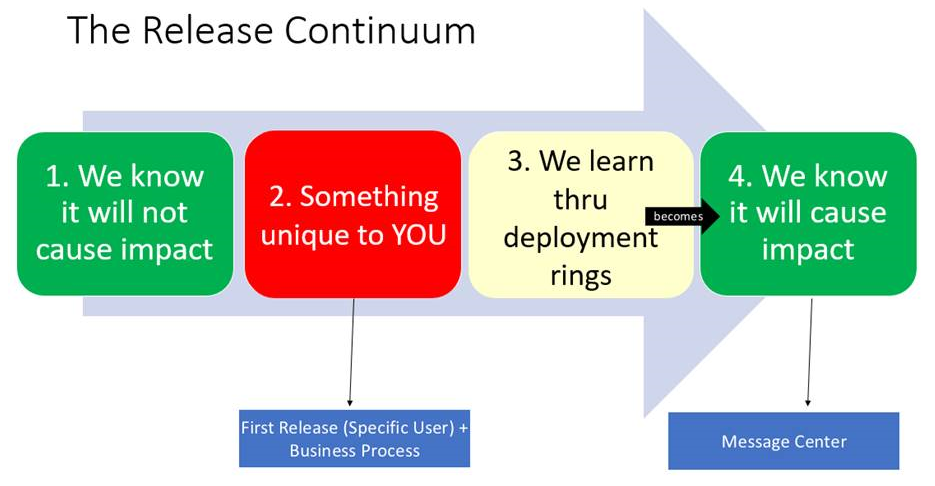 The Release Continuum
1. We know
it will not
cause impact
2. Something
unique to YOU
3. We learn
thru
deployment
rings
becomes
4. We know
it will cause
impact
First Release (Specific User) +
Business Process
Message Center